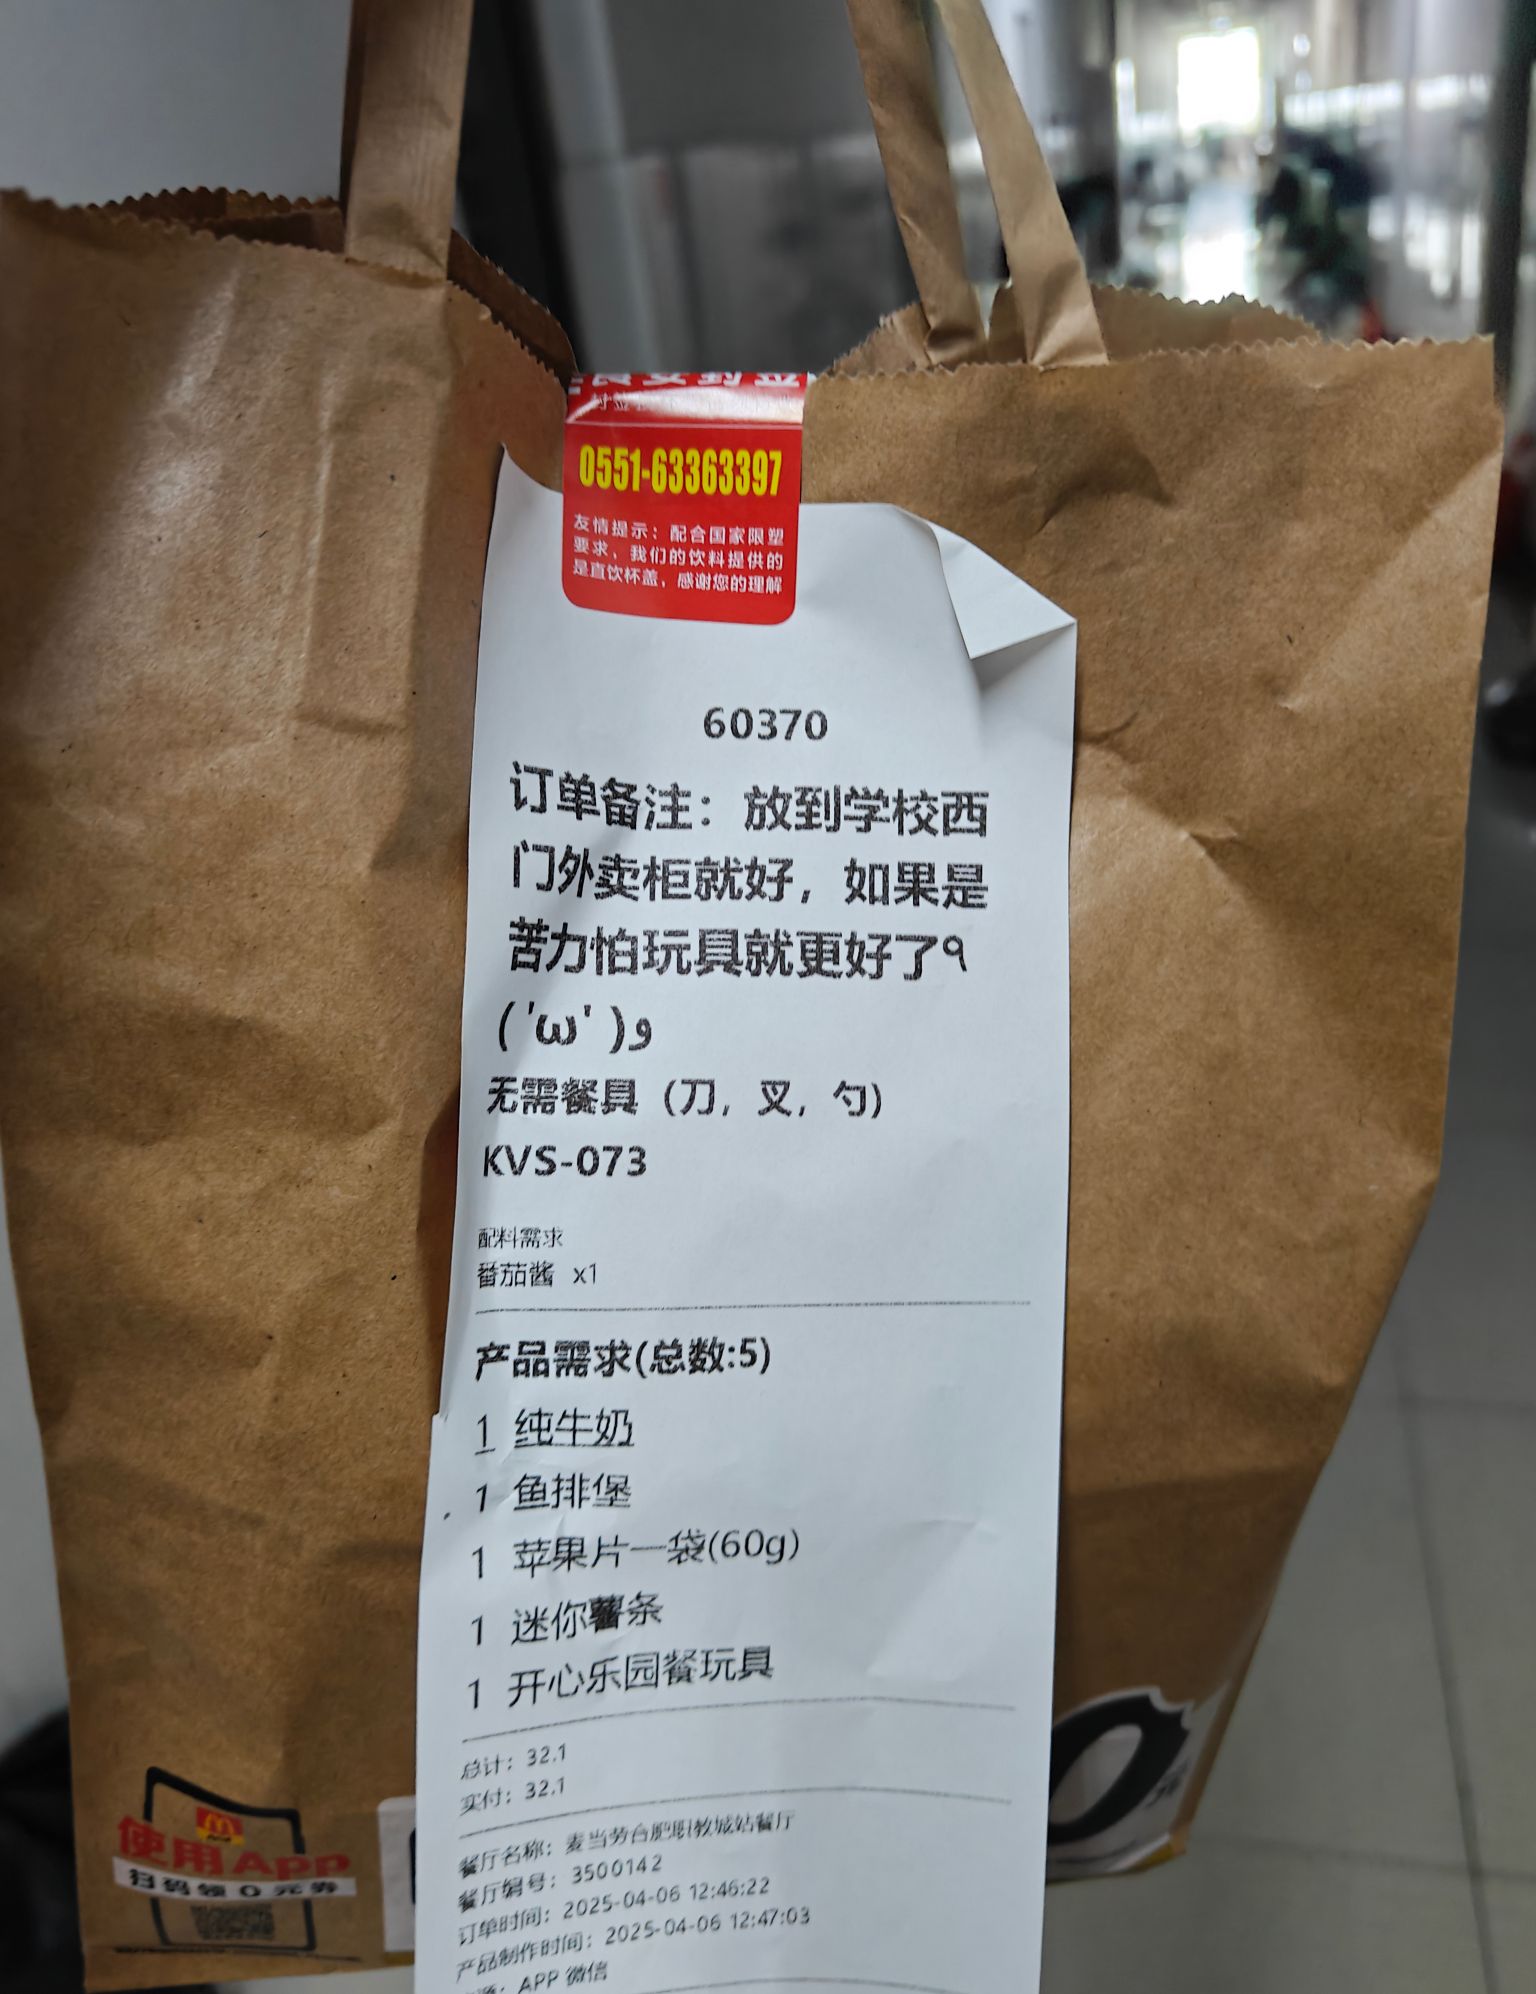 0551-63363397
友情提示：配合国家限塑
要求，我们的饮料提供的
是直饮杯盖，感谢您的理解
60370
订单备注：放到学校西
门外卖柜就好，如果是
苦力怕玩具就更好了٩
('ω' )و
无需餐具（刀，叉，勺）
KVS-073
配料需求
番茄酱 x1
产品需求(总数:5)
1 纯牛奶
1 鱼排堡
1 苹果片一袋(60g)
1 迷你薯条
1 开心乐园餐玩具
总计：32.1
实付：32.1
餐厅名称：麦当劳合肥职教城站餐厅
餐厅编号：3500142
订单时间：2025-04-06 12:46:22
产品制作时间：2025-04-06 12:47:03
APP 微信
使用APP
扫码领0元券
0元